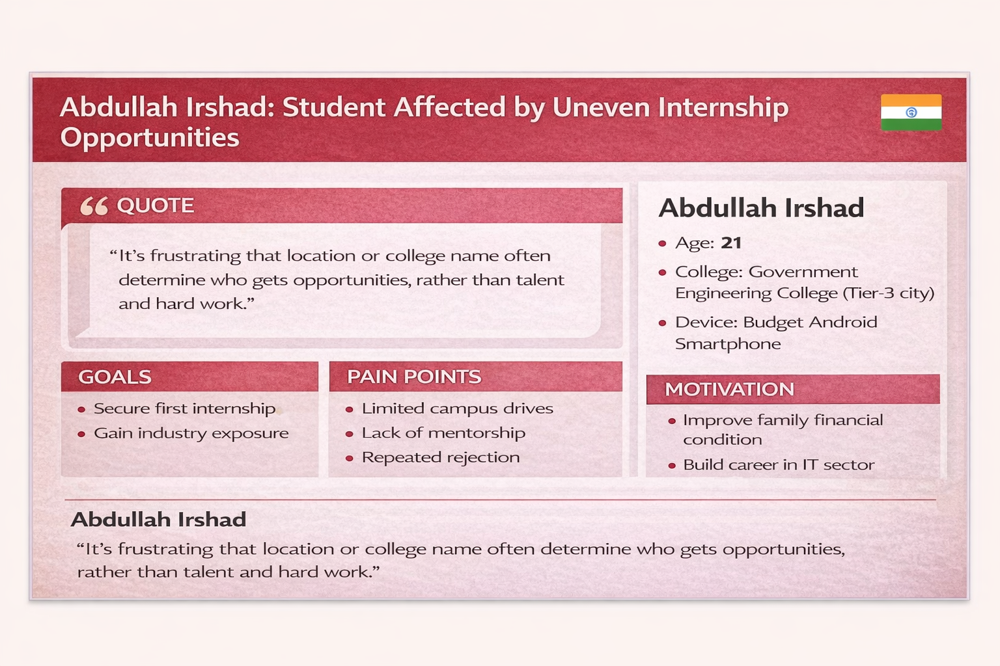 Abdullah Irshad: Student Affected by Uneven Internship
Opportunities
“ QUOTE
“It’s frustrating that location or college name often
determine who gets opportunities, rather than talent
and hard work.”
GOALS
• Secure first internship
• Gain industry exposure
PAIN POINTS
• Limited campus drives
• Lack of mentorship
• Repeated rejection
Abdullah Irshad
• Age: 21
• College: Government
Engineering College (Tier-3 city)
• Device: Budget Android
Smartphone
MOTIVATION
• Improve family financial
condition
• Build career in IT sector
Abdullah Irshad
“It’s frustrating that location or college name often determine who gets opportunities,
rather than talent and hard work.”